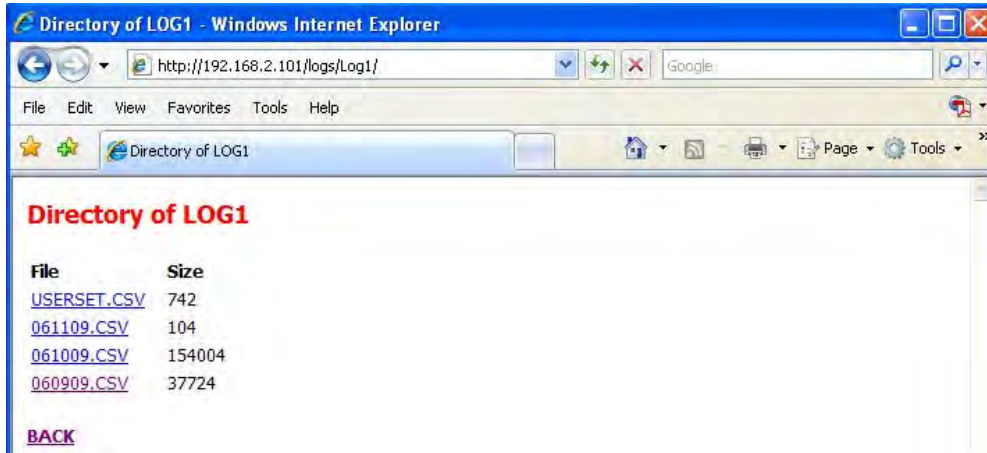 Directory of LOG1 - Windows Internet Explorer
http://192.168.2.101/logs/Log1/ Google
File Edit View Favorites Tools Help
Directory of LOG1 Page Tools »
Directory of LOG1
File Size
USERSET.CSV 742
061109.CSV 104
061009.CSV 154004
060909.CSV 37724
BACK